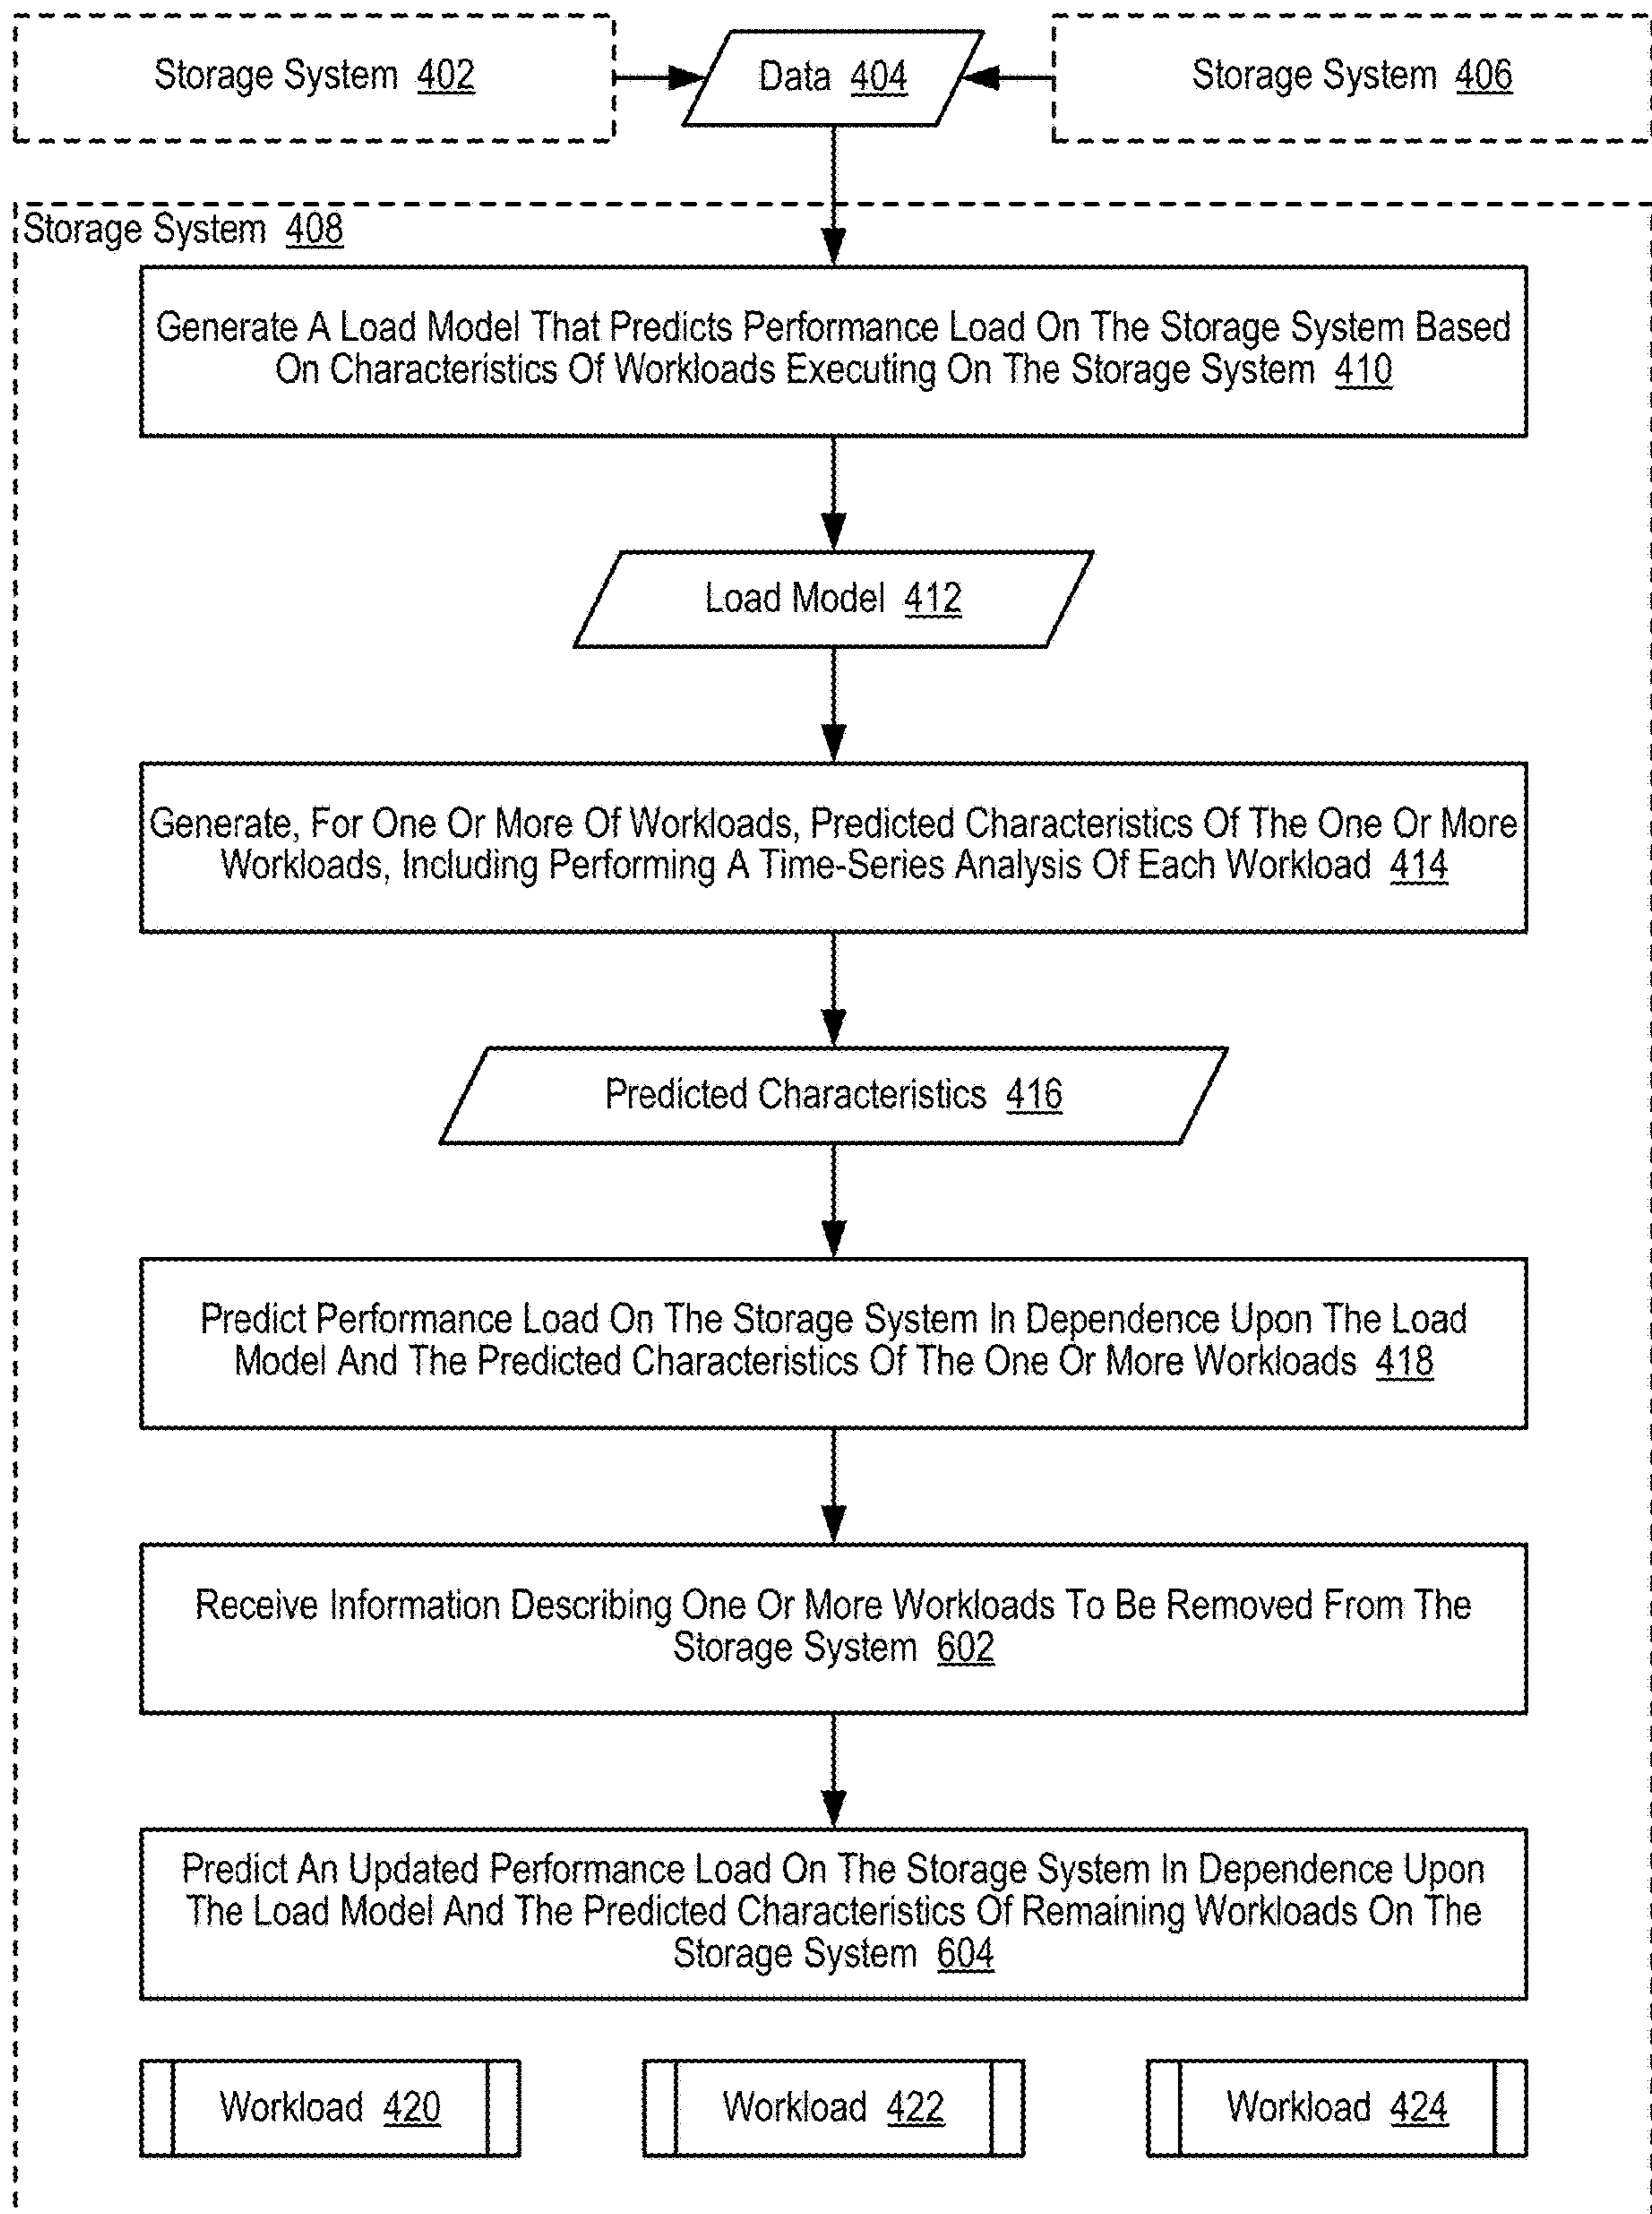 Storage System 402
Data 404
Storage System 406
Storage System 408
Generate A Load Model That Predicts Performance Load On The Storage System Based
On Characteristics Of Workloads Executing On The Storage System 410
Load Model 412
Generate, For One Or More Of Workloads, Predicted Characteristics Of The One Or More
Workloads, Including Performing A Time-Series Analysis Of Each Workload 414
Predicted Characteristics 416
Predict Performance Load On The Storage System In Dependence Upon The Load
Model And The Predicted Characteristics Of The One Or More Workloads 418
Receive Information Describing One Or More Workloads To Be Removed From The
Storage System 602
Predict An Updated Performance Load On The Storage System In Dependence Upon
The Load Model And The Predicted Characteristics Of Remaining Workloads On The
Storage System 604
Workload 420
Workload 422
Workload 424